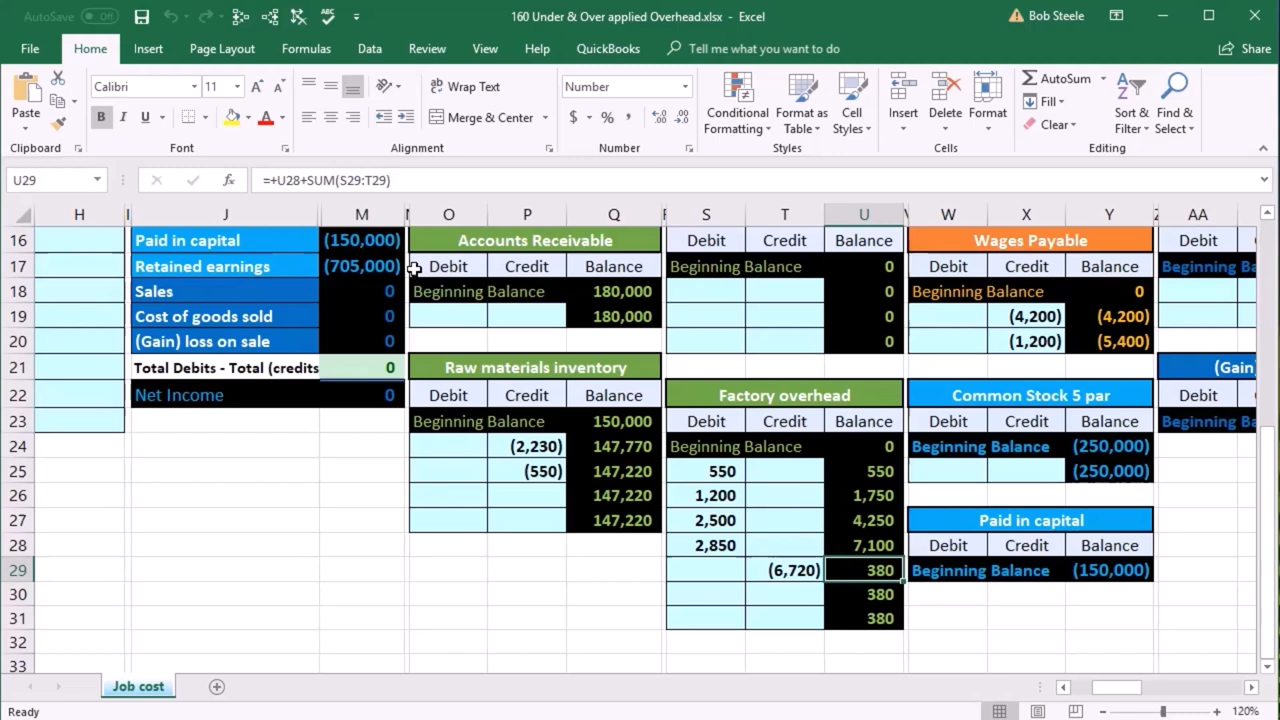 AutoSave Off 160 Under & Over applied Overhead.xlsx - Excel Bob Steele
File Home Insert Page Layout Formulas Data Review View Help QuickBooks Tell me what you want to do Share
Calibri 11 Wrap Text Number AutoSum
Fill
Paste B I U Merge & Center $ % Conditional Formatting Format as Table Cell Styles Insert Delete Format Clear Sort & Filter Find & Select
Clipboard Font Alignment Number Styles Cells Editing
U29 fx =+U28+SUM(S29:T29)
H I J M O P Q S T U W X Y Z AA
16 Paid in capital (150,000) Accounts Receivable Debit Credit Balance Wages Payable Debit
17 Retained earnings (705,000) Debit Credit Balance Beginning Balance 0 Debit Credit Balance Beginning Ba
18 Sales 0 Beginning Balance 180,000 0 Beginning Balance 0
19 Cost of goods sold 0 180,000 0 (4,200) (4,200)
20 (Gain) loss on sale 0 0 (1,200) (5,400)
21 Total Debits - Total (credits 0 Raw materials inventory (Gain)
22 Net Income 0 Debit Credit Balance Factory overhead Common Stock 5 par Debit
23 Beginning Balance 150,000 Debit Credit Balance Debit Credit Balance Beginning Ba
24 (2,230) 147,770 Beginning Balance 0 Beginning Balance (250,000)
25 (550) 147,220 550 550 (250,000)
26 147,220 1,200 1,750
27 147,220 2,500 4,250 Paid in capital
28 2,850 7,100 Debit Credit Balance
29 (6,720) 380 Beginning Balance (150,000)
30 380
31 380
32
33
Job cost
Ready 120%